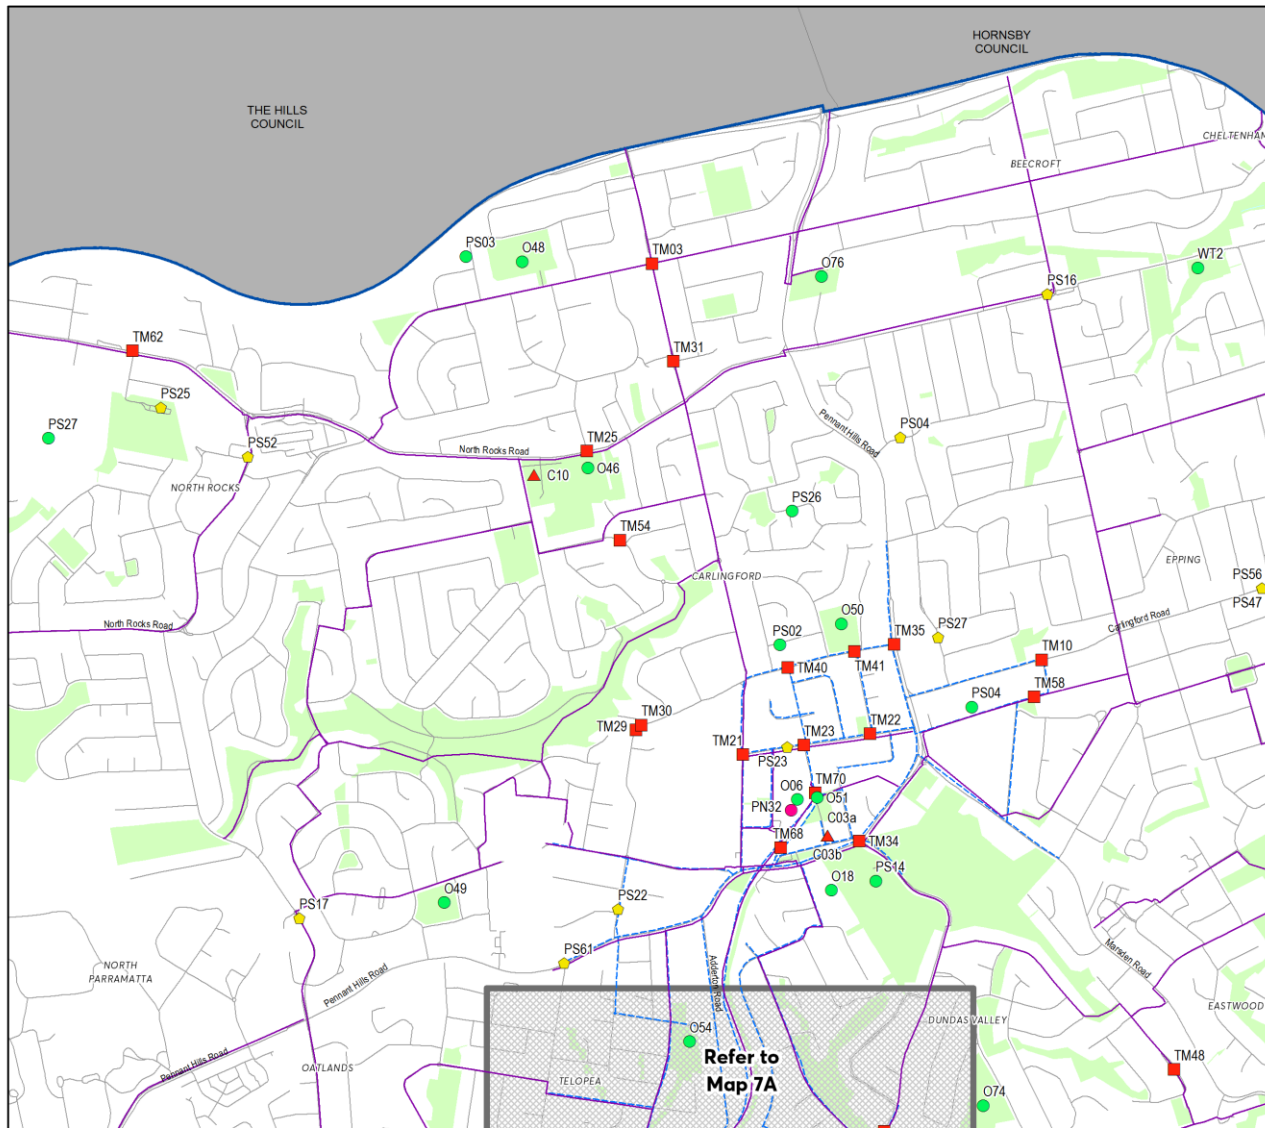 HORNSBY
COUNCIL
THE HILLS
COUNCIL
CHELTENHAM
BEECROFT
PS03
O48
TM03
O76
WT2
PS16
TM62
TM31
PS25
PS27
PS52
Pennant Hills Road
PS04
North Rocks Road
TM25
O46
C10
NORTH ROCKS
PS26
TM54
EPPING
CARLINGFORD
PS56
PS47
North Rocks Road
Carlingford Road
O50
PS02
TM35
PS27
TM40
TM41
TM10
TM58
PS04
TM30
TM29
TM21
TM23
TM22
PS23
TM70
O06
O51
PN32
C03a
TM68
TM34
C03b
PS14
O18
O49
PS22
PS17
PS61
NORTH
PARRAMATTA
Pennant Hills Road
Adderton Road
Marsden Road
EASTWOOD
DUNDAS VALLEY
O54
Refer to
Map 7A
Pennant Hills Road
OATLANDS
TELOPEA
TM48
O74